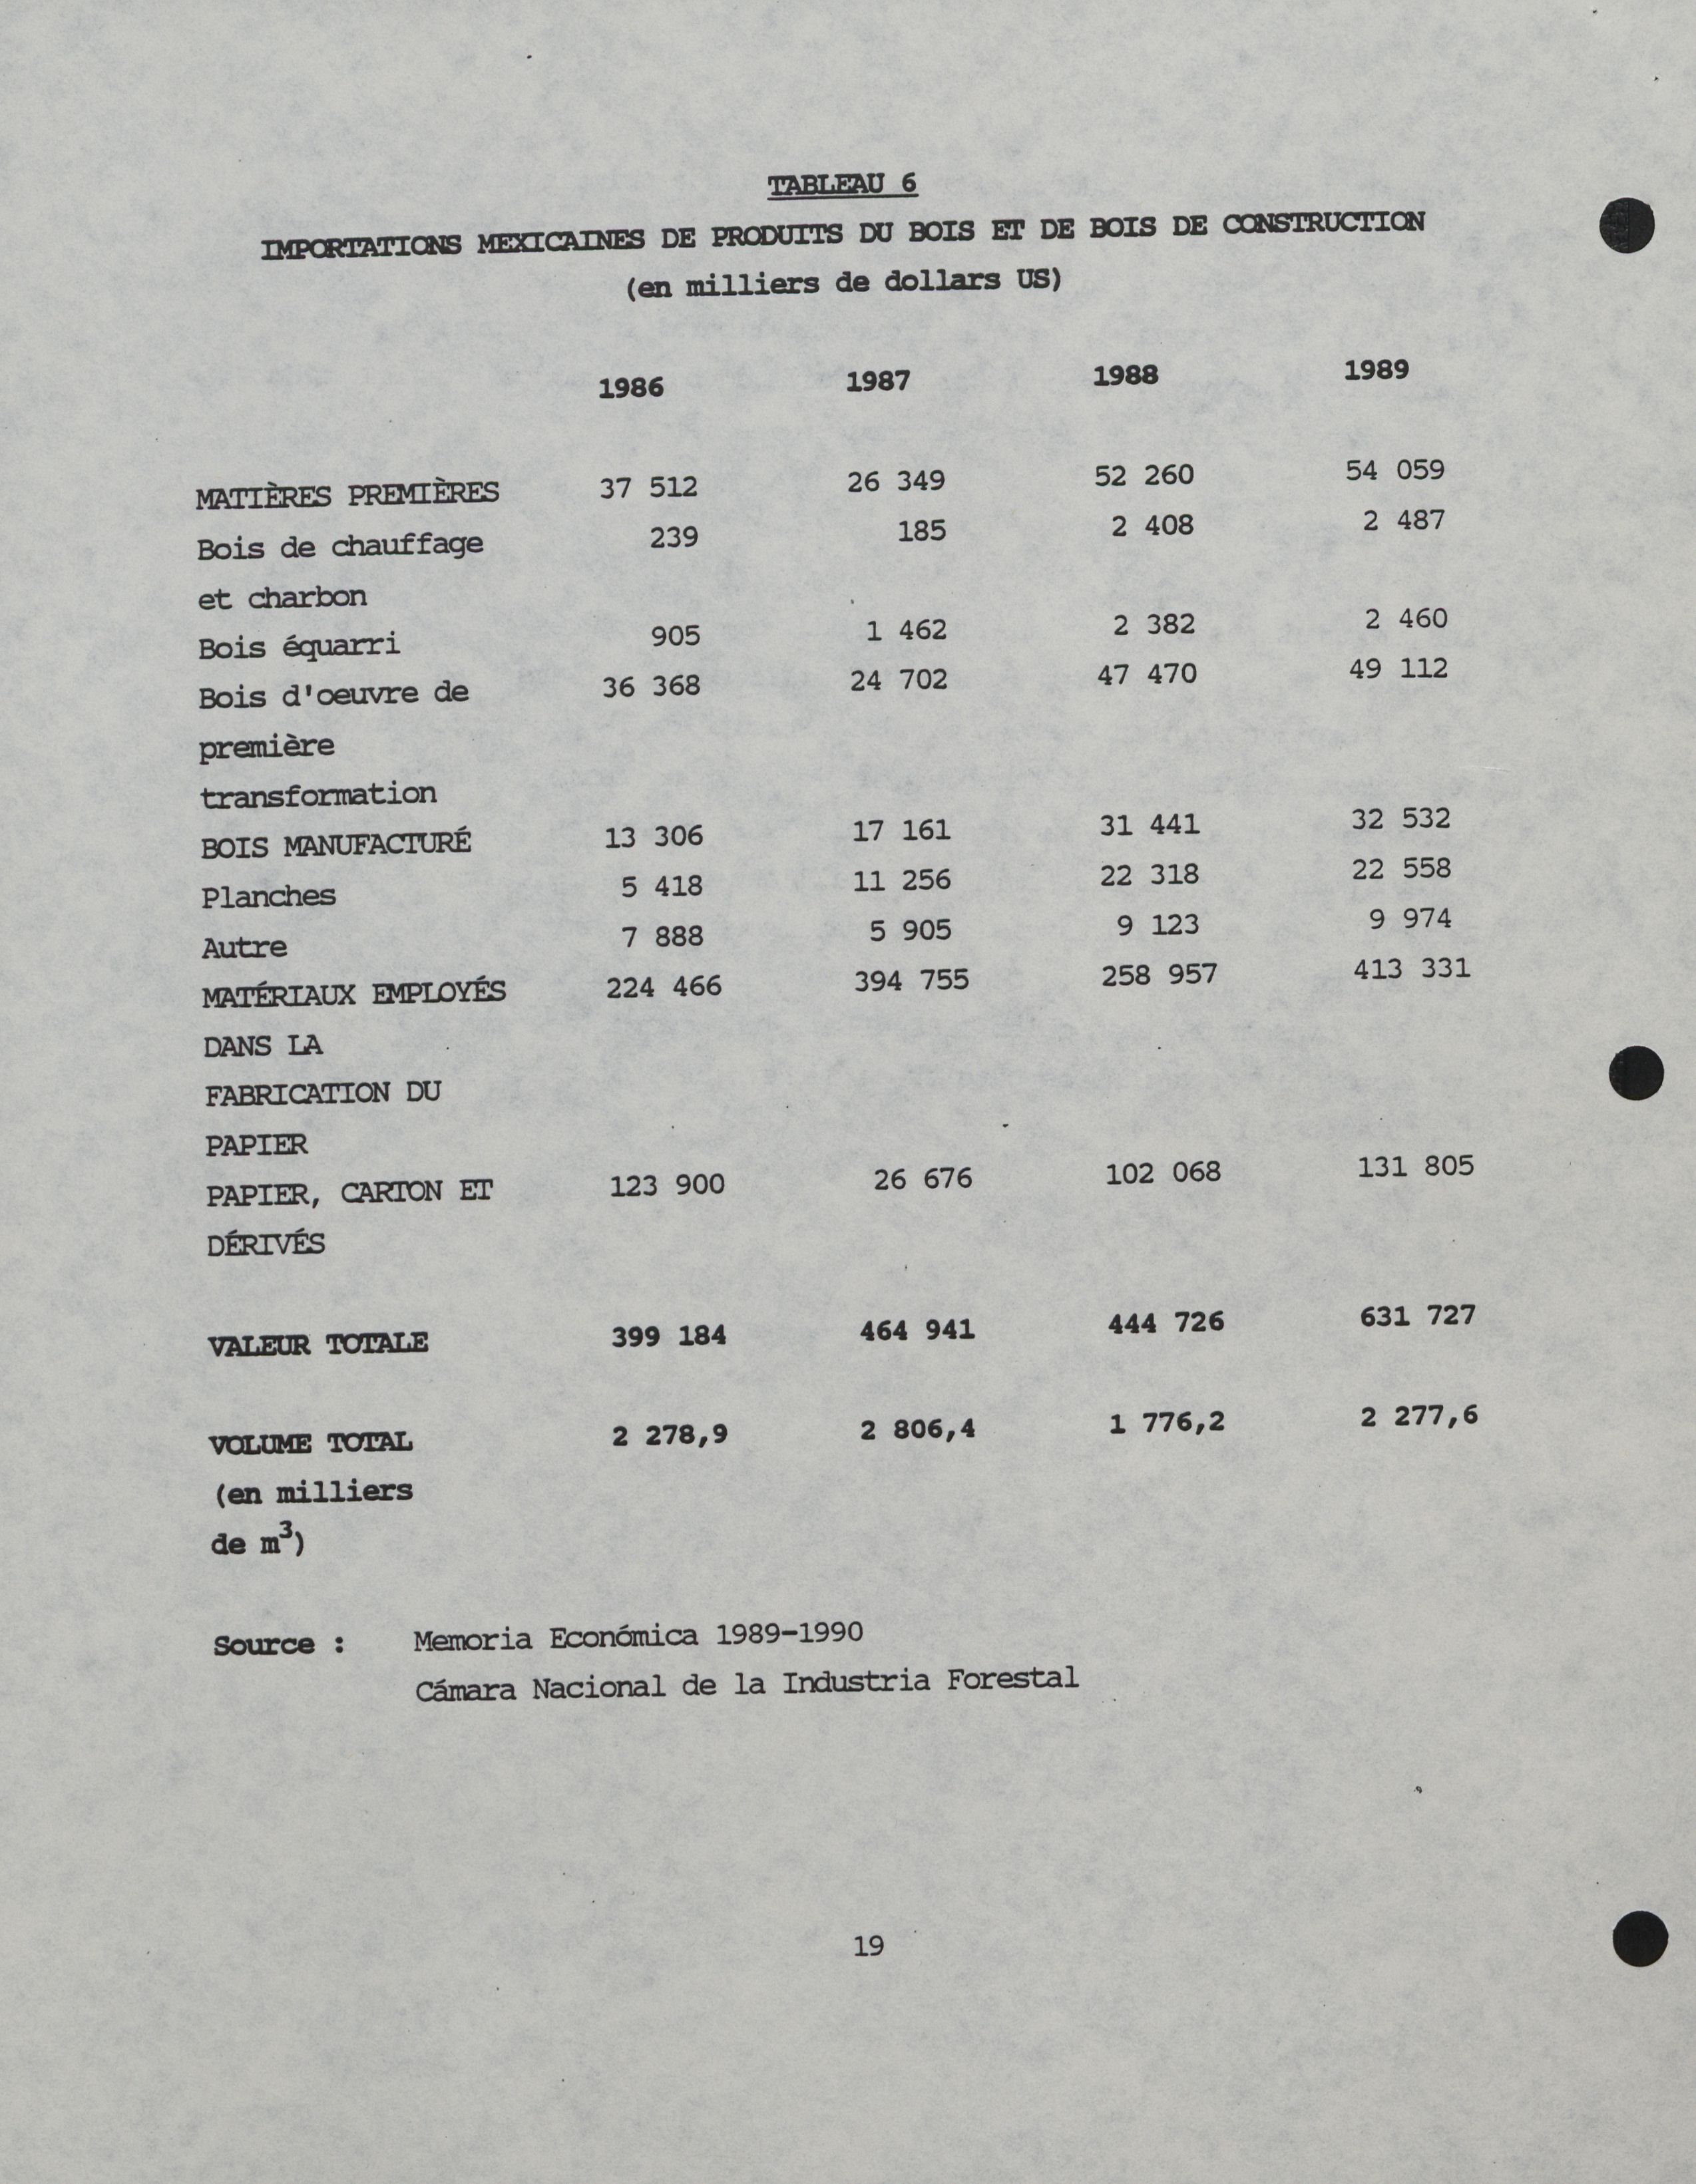 TABLEAU 6
IMPORTATIONS MEXICAINES DE PRODUITS DU BOIS ET DE BOIS DE CONSTRUCTION
(en milliers de dollars US)
1986 1987 1988 1989
MATIÈRES PREMIÈRES 37 512 26 349 52 260 54 059
Bois de chauffage 239 185 2 408 2 487
et charbon
Bois équarri 905 1 462 2 382 2 460
Bois d'oeuvre de 36 368 24 702 47 470 49 112
première
transformation
BOIS MANUFACTURÉ 13 306 17 161 31 441 32 532
Planches 5 418 11 256 22 318 22 558
Autre 7 888 5 905 9 123 9 974
MATÉRIAUX EMPLOYÉS 224 466 394 755 258 957 413 331
DANS LA
FABRICATION DU
PAPIER
PAPIER, CARTON ET 123 900 26 676 102 068 131 805
DÉRIVÉS
VALEUR TOTALE 399 184 464 941 444 726 631 727
VOLUME TOTAL 2 278,9 2 806,4 1 776,2 2 277,6
(en milliers
de m³)
Source : Memoria Económica 1989-1990
Cámara Nacional de la Industria Forestal
19